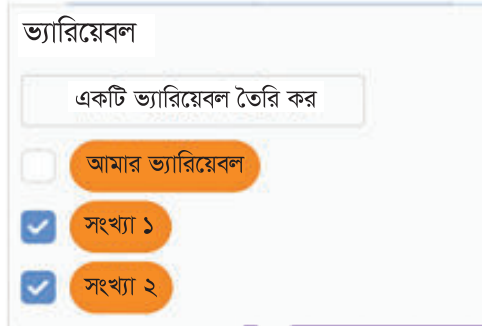 ভ্যারিয়েবল
একটি ভ্যারিয়েবল তৈরি কর
আমার ভ্যারিয়েবল
সংখ্যা ১
সংখ্যা ২